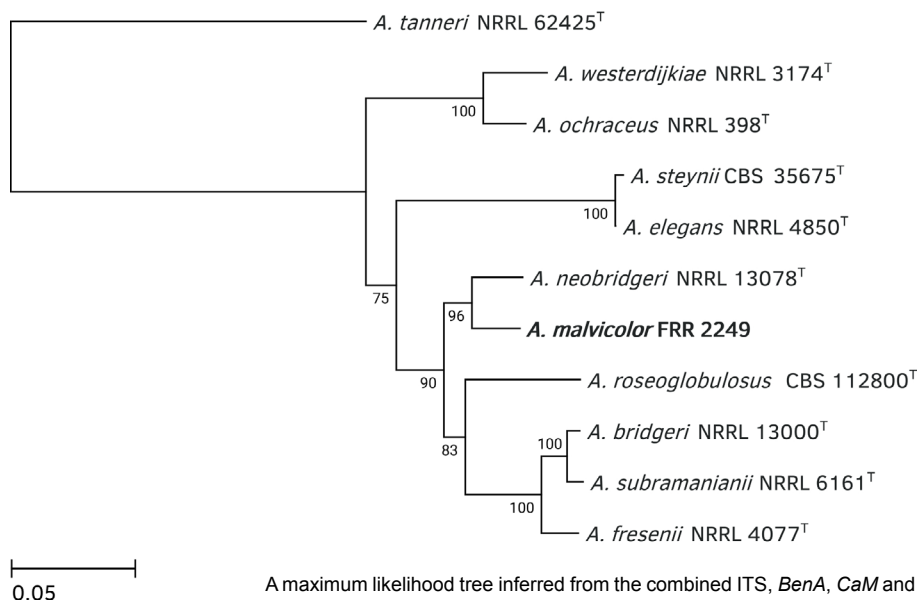 A. tanneri NRRL 62425ᵀ
A. westerdijkiae NRRL 3174ᵀ
100
A. ochraceus NRRL 398ᵀ
A. steynii CBS 35675ᵀ
100
A. elegans NRRL 4850ᵀ
A. neobridgeri NRRL 13078ᵀ
75
96
A. malvicolor FRR 2249
90
A. roseoglobulosus CBS 112800ᵀ
A. bridgeri NRRL 13000ᵀ
100
83
A. subramanianii NRRL 6161ᵀ
100
A. fresenii NRRL 4077ᵀ
0.05
A maximum likelihood tree inferred from the combined ITS, BenA, CaM and